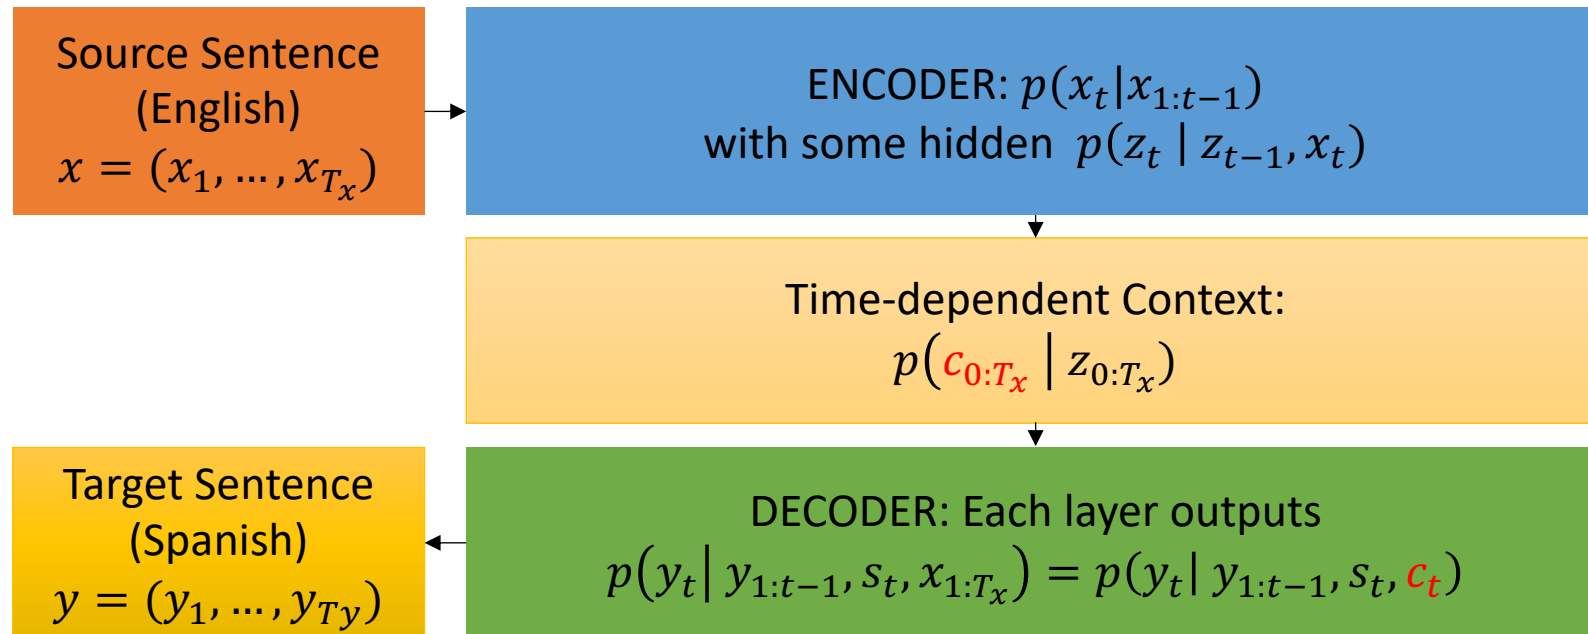 Source Sentence
(English)
x = (x_1, … , x_{T_x})
ENCODER: p(x_t|x_{1:t−1})
with some hidden p(z_t | z_{t−1}, x_t)
Time-dependent Context:
p(c_{0:T_x} | z_{0:T_x})
Target Sentence
(Spanish)
y = (y_1, … , y_{Ty})
DECODER: Each layer outputs
p(y_t| y_{1:t−1}, s_t, x_{1:T_x}) = p(y_t| y_{1:t−1}, s_t, c_t)